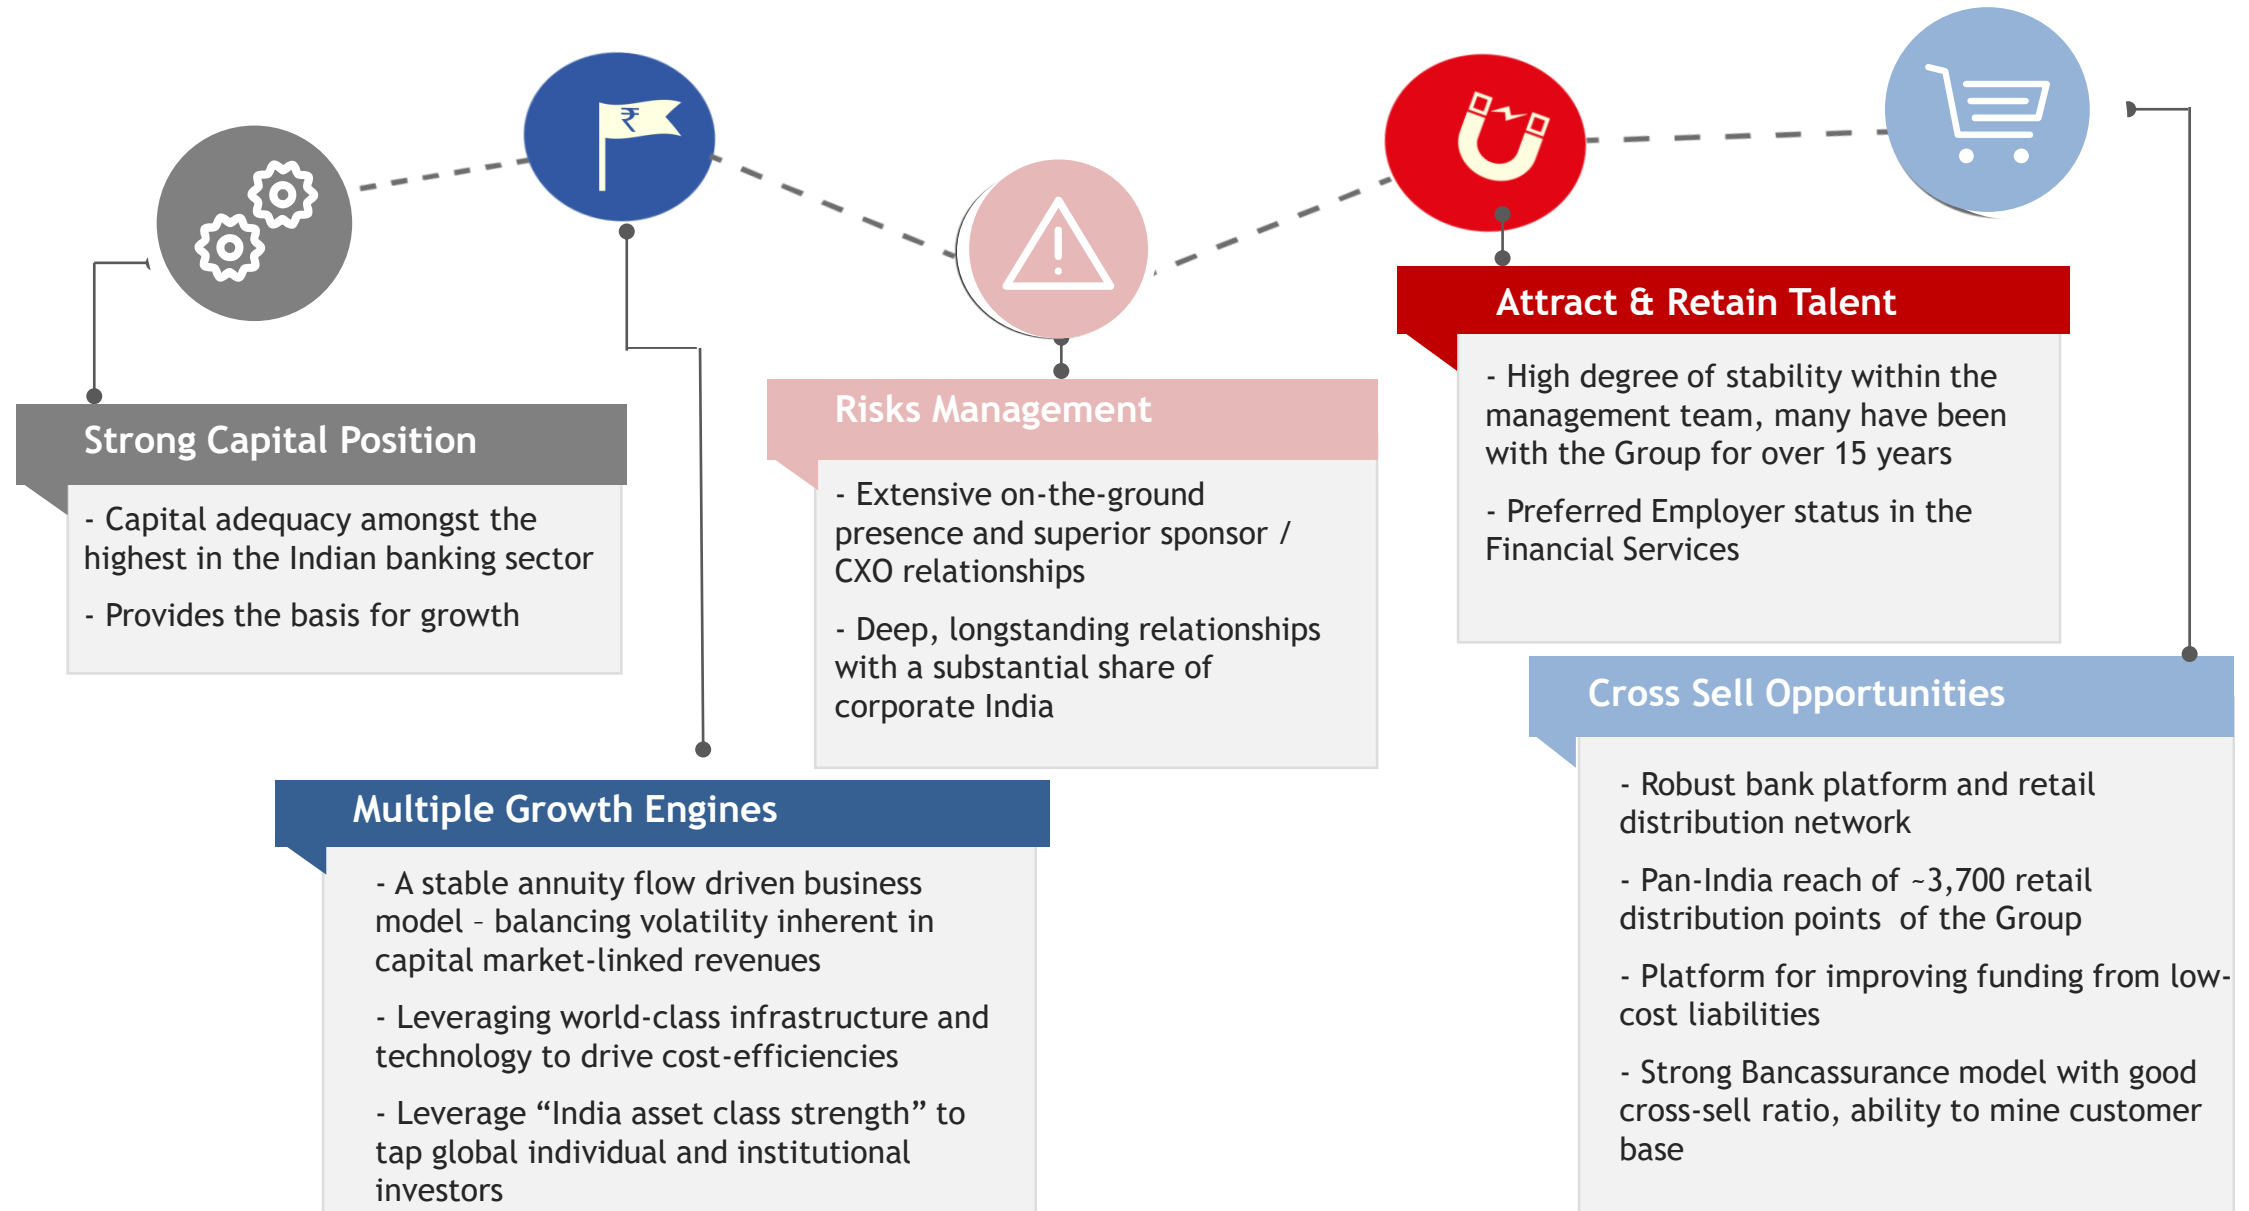 ₹
Strong Capital Position
- Capital adequacy amongst the
highest in the Indian banking sector
- Provides the basis for growth
Multiple Growth Engines
- A stable annuity flow driven business
model – balancing volatility inherent in
capital market-linked revenues
- Leveraging world-class infrastructure and
technology to drive cost-efficiencies
- Leverage “India asset class strength” to
tap global individual and institutional
investors
Risks Management
- Extensive on-the-ground
presence and superior sponsor /
CXO relationships
- Deep, longstanding relationships
with a substantial share of
corporate India
Attract & Retain Talent
- High degree of stability within the
management team, many have been
with the Group for over 15 years
- Preferred Employer status in the
Financial Services
Cross Sell Opportunities
- Robust bank platform and retail
distribution network
- Pan-India reach of ~3,700 retail
distribution points  of the Group
- Platform for improving funding from low-
cost liabilities
- Strong Bancassurance model with good
cross-sell ratio, ability to mine customer
base